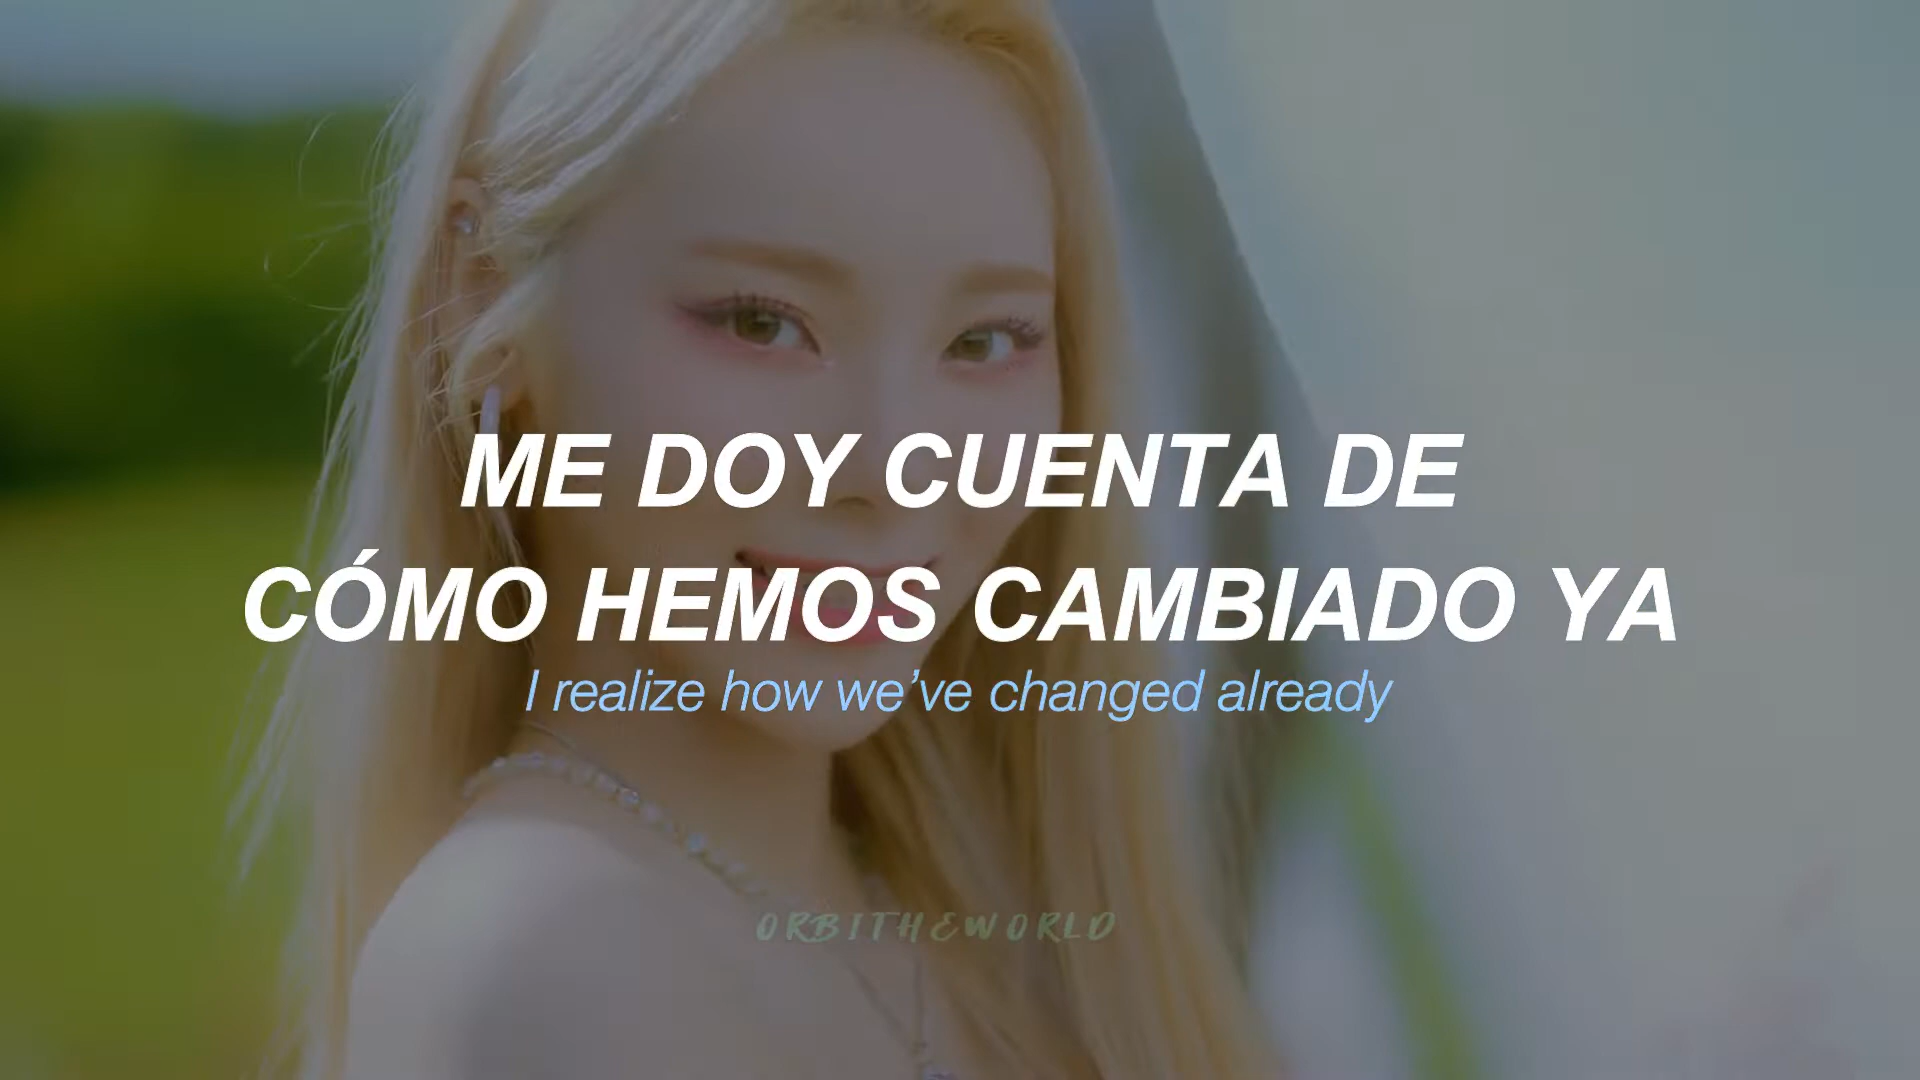 ME DOY CUENTA DE
CÓMO HEMOS CAMBIADO YA
I realize how we've changed already
ORBITHEWORLD